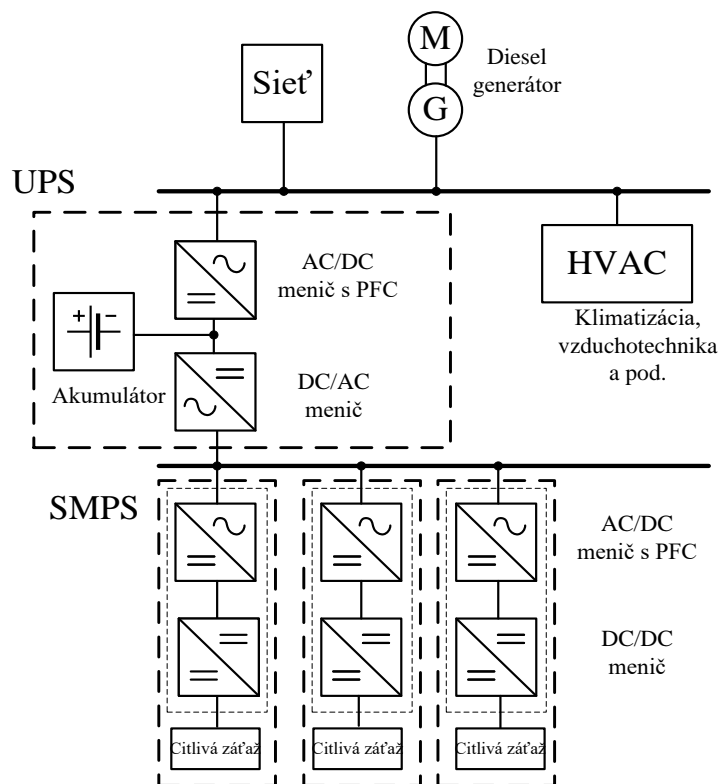 M
Sieť
Diesel
generátor
G
UPS
AC/DC
menič s PFC
HVAC
+ −
Klimatizácia,
vzduchotechnika
a pod.
Akumulátor
DC/AC
menič
SMPS
AC/DC
menič s PFC
DC/DC
menič
Citlivá záťaž
Citlivá záťaž
Citlivá záťaž